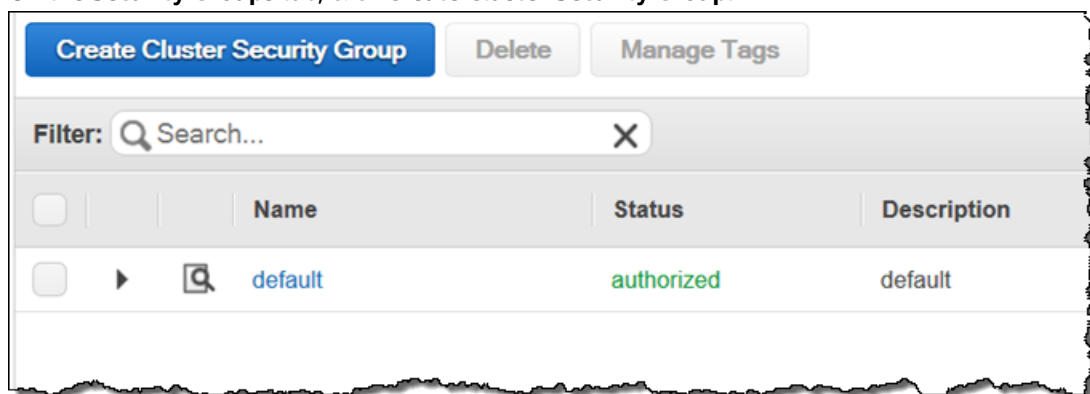 Create Cluster Security Group Delete Manage Tags
Filter: Search...
Name Status Description
default authorized default